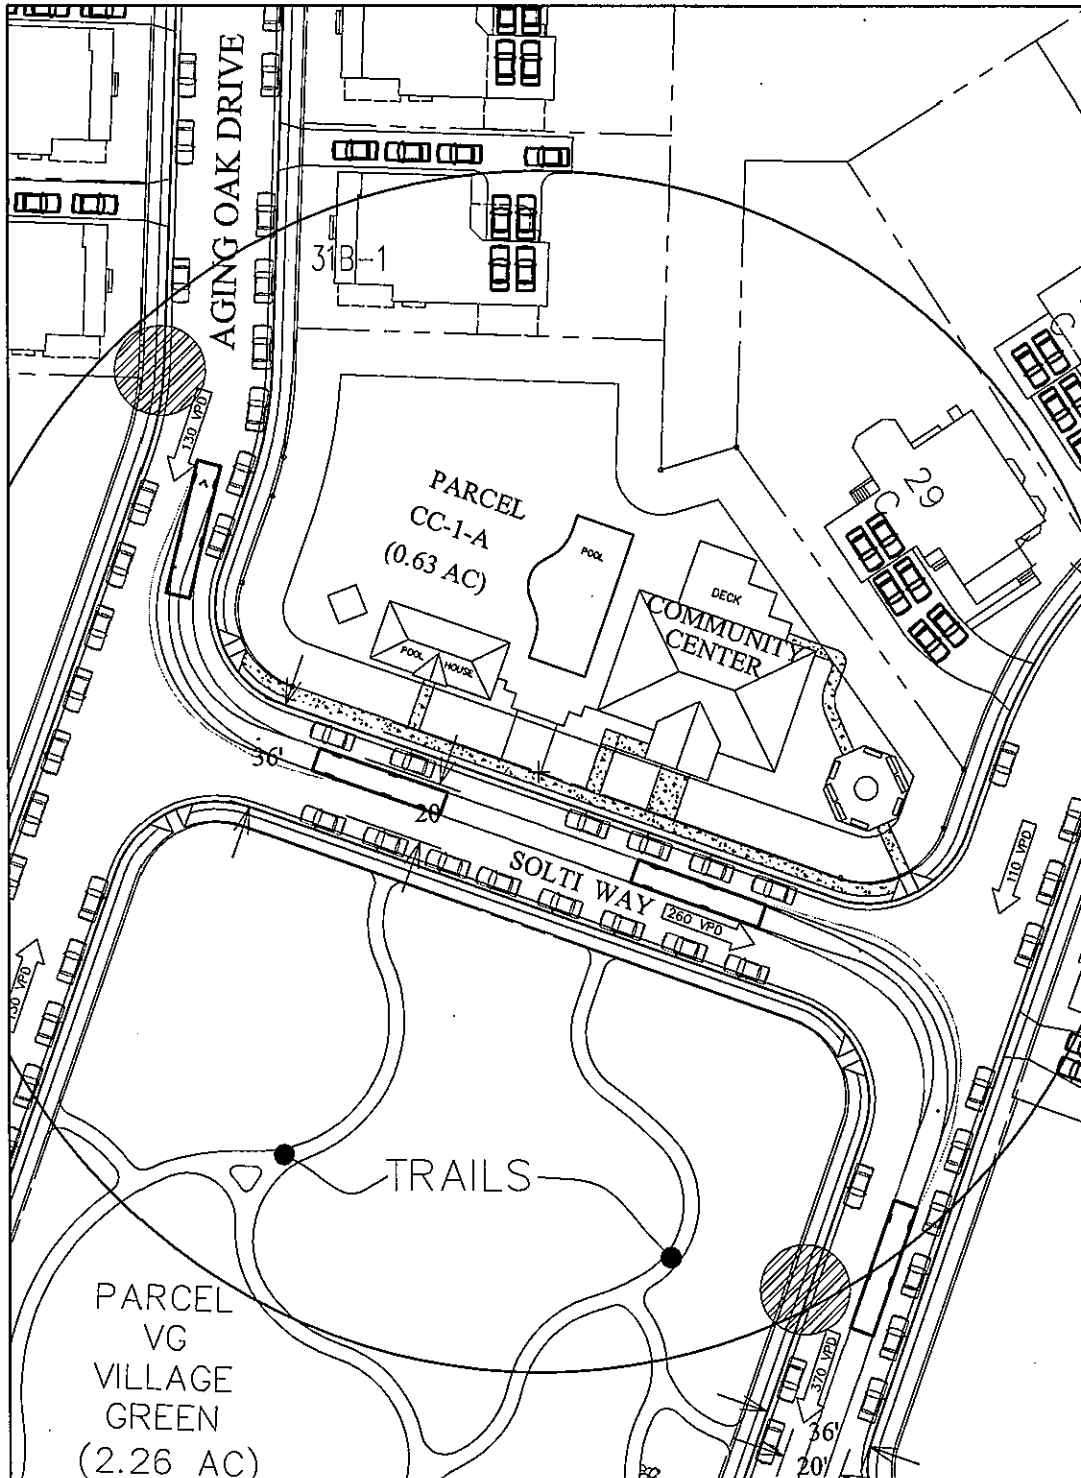 AGING OAK DRIVE
31B-1
130 VPD
PARCEL
CC-1-A
(0.63 AC)
POOL
29
C
C
DECK
COMMUNITY
CENTER
POOL HOUSE
36'
20'
SOLTI WAY
260 VPD
110 VPD
130 VPD
TRAILS
PARCEL
VG
VILLAGE
GREEN
(2.26 AC)
370 VPD
36'
20'